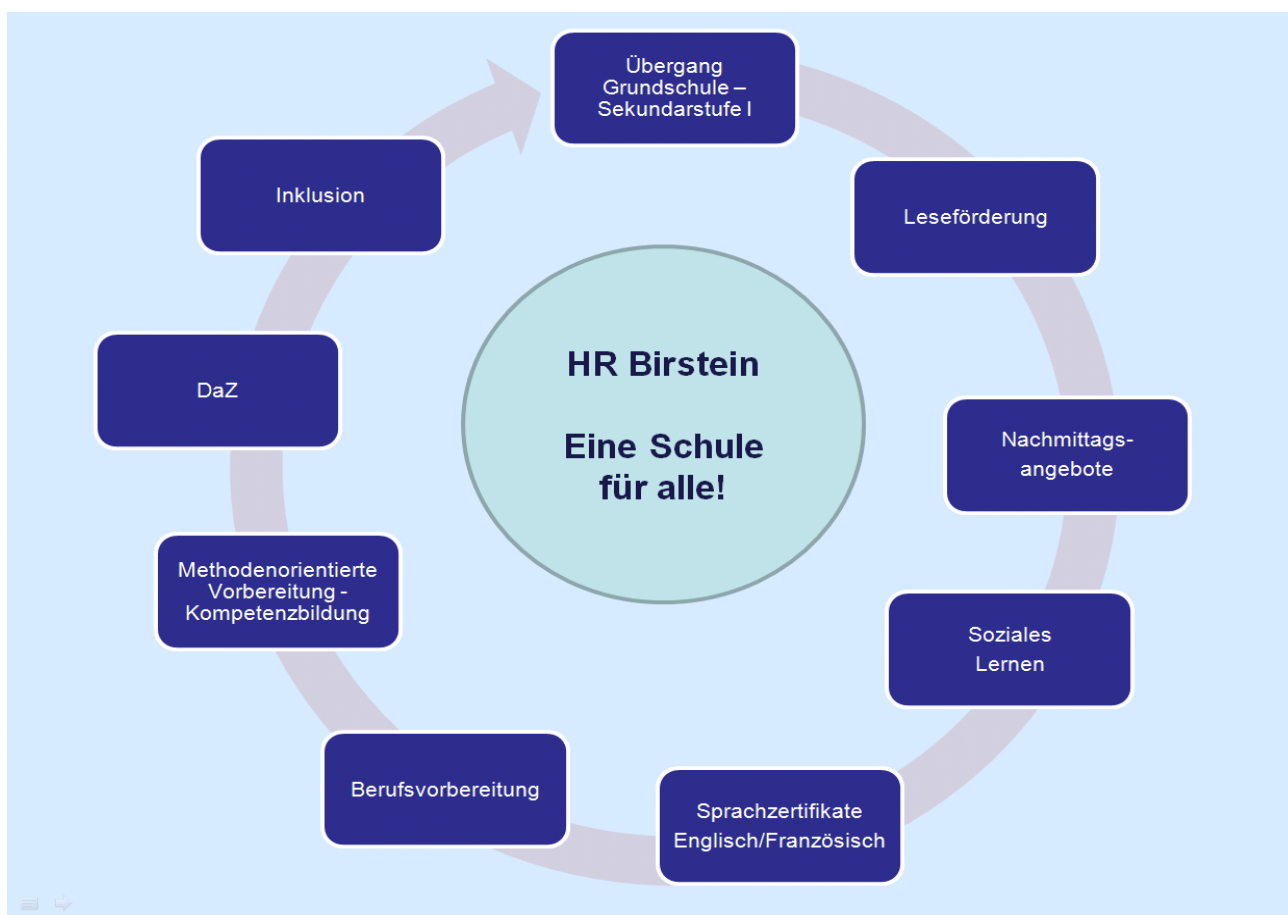 Übergang
Grundschule –
Sekundarstufe I
Leseförderung
Nachmittags-
angebote
Soziales
Lernen
Sprachzertifikate
Englisch/Französisch
Berufsvorbereitung
Methodenorientierte
Vorbereitung -
Kompetenzbildung
DaZ
Inklusion
HR Birstein
Eine Schule
für alle!